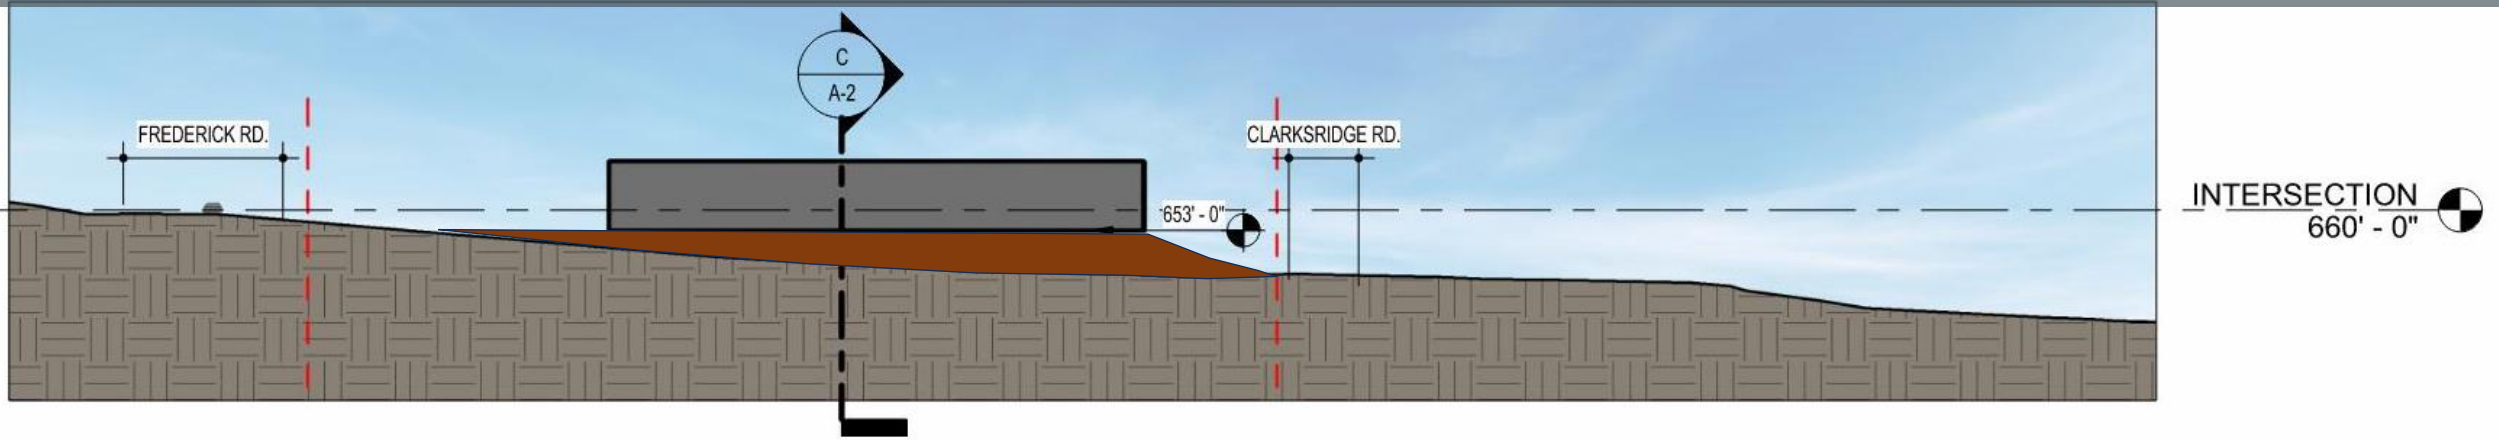 C
A-2
FREDERICK RD.
CLARKSRIDGE RD.
653' - 0"
INTERSECTION
660' - 0"